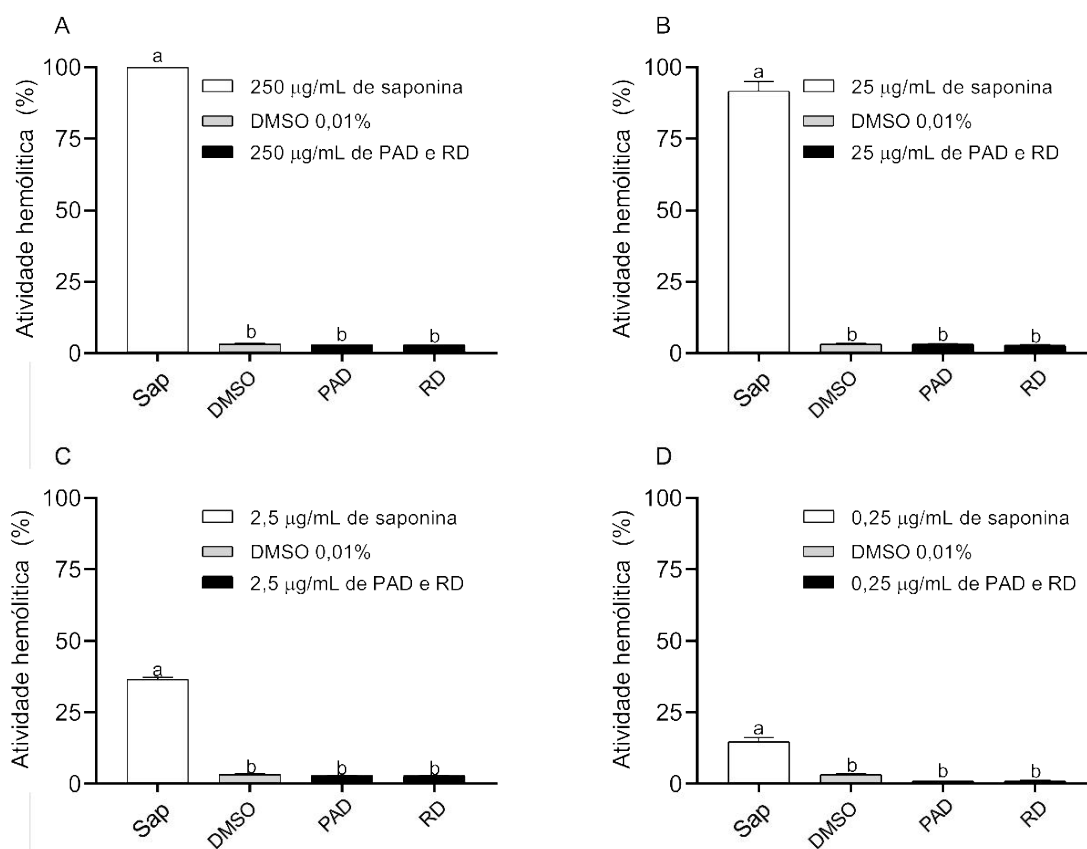 A
Atividade hemólitica (%)
100
75
50
25
0
a
b
b
b
250 µg/mL de saponina
DMSO 0,01%
250 µg/mL de PAD e RD
Sap
DMSO
PAD
RD
B
Atividade hemólitica (%)
100
75
50
25
0
a
b
b
b
25 µg/mL de saponina
DMSO 0,01%
25 µg/mL de PAD e RD
Sap
DMSO
PAD
RD
C
Atividade hemólitica (%)
100
75
50
25
0
a
b
b
b
2,5 µg/mL de saponina
DMSO 0,01%
2,5 µg/mL de PAD e RD
Sap
DMSO
PAD
RD
D
Atividade hemólitica (%)
100
75
50
25
0
a
b
b
b
0,25 µg/mL de saponina
DMSO 0,01%
0,25 µg/mL de PAD e RD
Sap
DMSO
PAD
RD